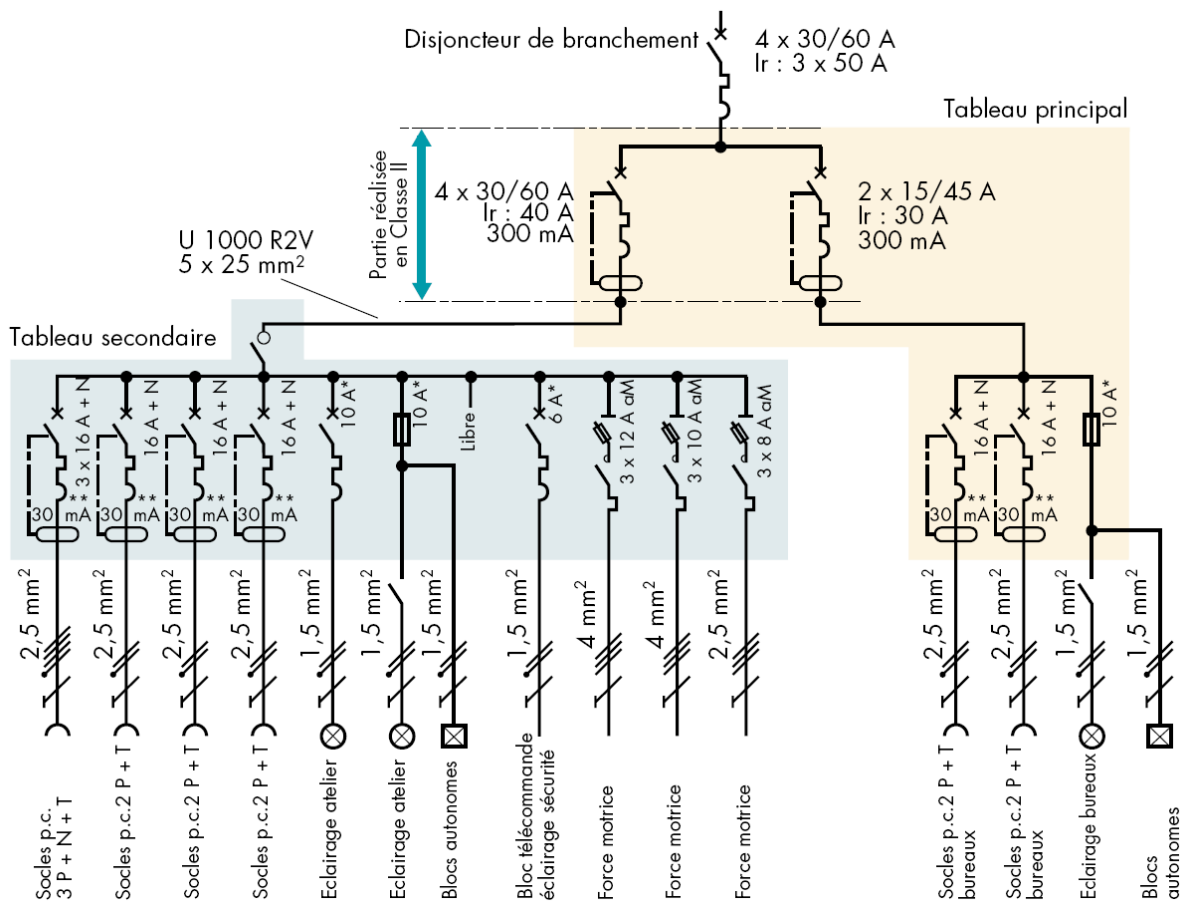 Disjoncteur de branchement
4 x 30/60 A
Ir : 3 x 50 A
Tableau principal
Partie réalisée
en Classe II
4 x 30/60 A
Ir : 40 A
300 mA
2 x 15/45 A
Ir : 30 A
300 mA
U 1000 R2V
5 x 25 mm²
Tableau secondaire
3 x 16 A + N
16 A + N
16 A + N
16 A + N
10 A*
10 A*
Libre
6 A*
3 x 12 A aM
3 x 10 A aM
3 x 8 A aM
16 A + N
16 A + N
10 A*
30 mA**
30 mA**
30 mA**
30 mA**
30 mA**
30 mA**
2,5 mm²
2,5 mm²
2,5 mm²
2,5 mm²
1,5 mm²
1,5 mm²
1,5 mm²
1,5 mm²
4 mm²
4 mm²
2,5 mm²
2,5 mm²
2,5 mm²
1,5 mm²
1,5 mm²
Socles p.c.
3 P + N + T
Socles p.c.2 P + T
Socles p.c.2 P + T
Socles p.c.2 P + T
Eclairage atelier
Eclairage atelier
Blocs autonomes
Bloc télécommande
éclairage sécurité
Force motrice
Force motrice
Force motrice
Socles p.c.2 P + T
bureaux
Socles p.c.2 P + T
bureaux
Eclairage bureaux
Blocs
autonomes